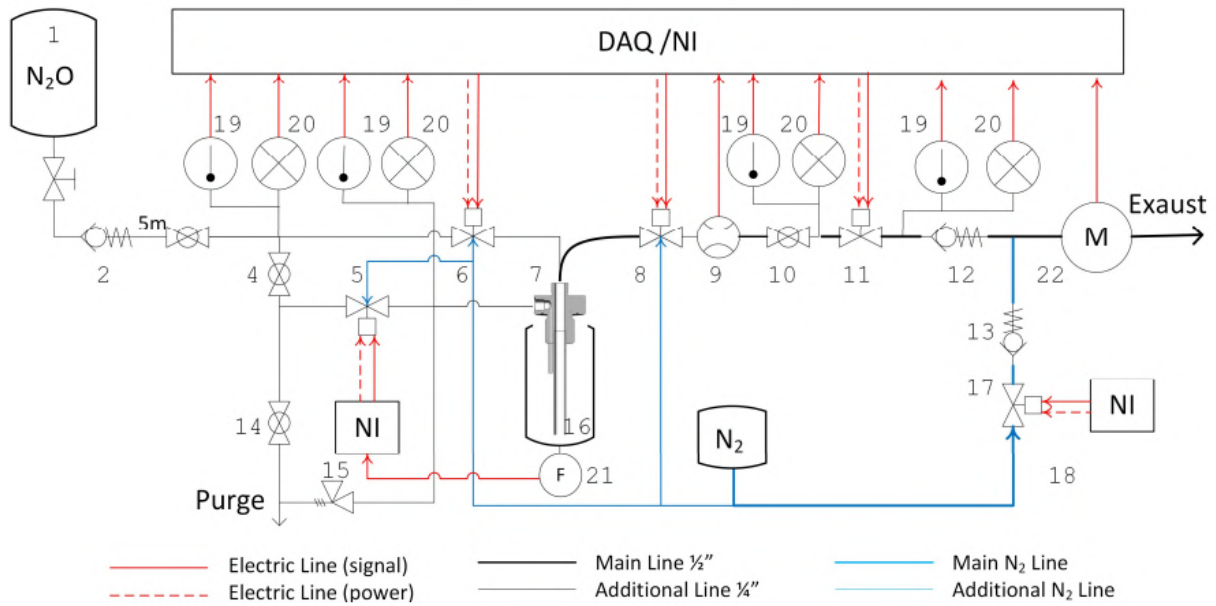 DAQ /NI
1
N₂O
19
20
19
20
19
20
19
20
Exaust
5m
M
2
4
5
6
7
8
9
10
11
12
22
13
17
14
NI
16
N₂
NI
15
F
21
18
Purge
Electric Line (signal)
Main Line ½”
Main N₂ Line
Electric Line (power)
Additional Line ¼”
Additional N₂ Line